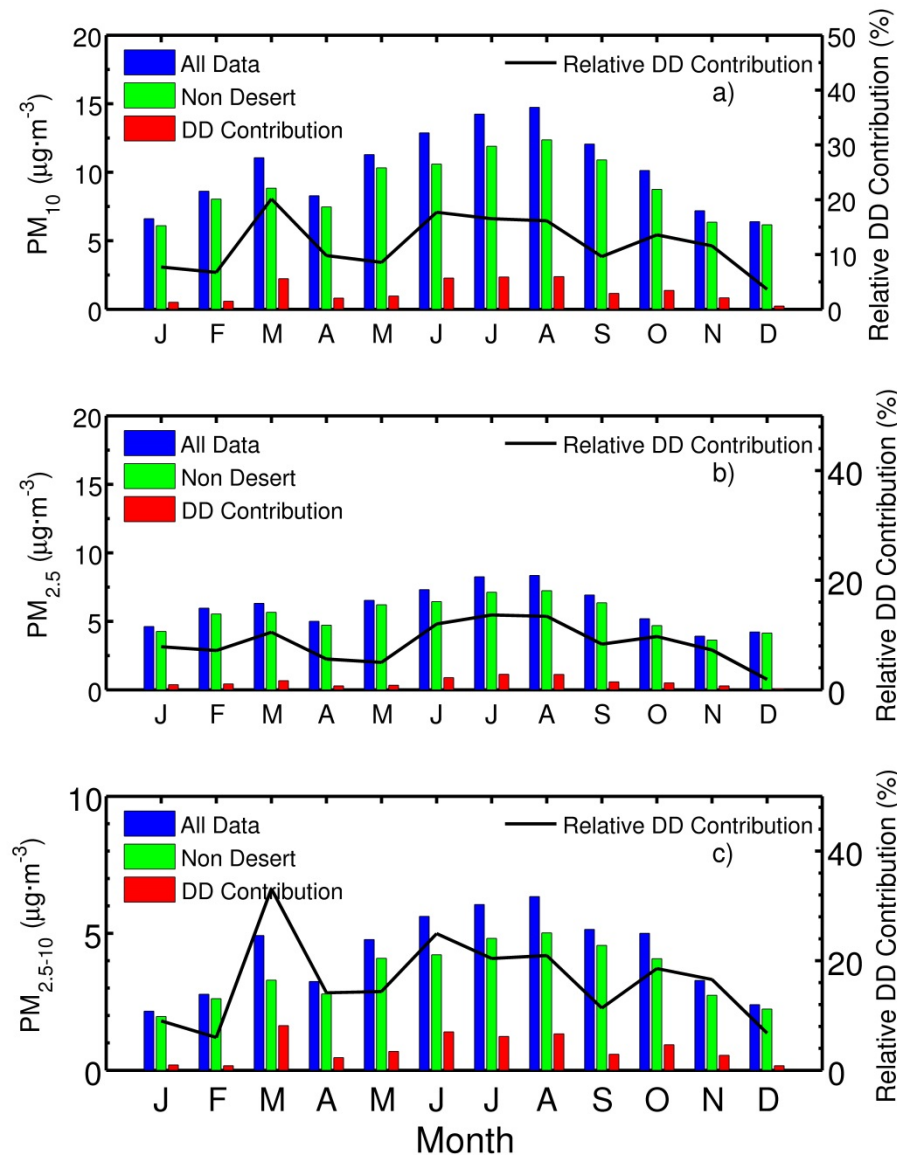 20
15
10
5
0
PM10 (µg·m-3)
All Data
Non Desert
DD Contribution
Relative DD Contribution
a)
50
40
30
20
10
0
Relative DD Contribution (%)
J F M A M J J A S O N D
20
15
10
5
0
PM2.5 (µg·m-3)
All Data
Non Desert
DD Contribution
Relative DD Contribution
b)
40
20
0
Relative DD Contribution (%)
J F M A M J J A S O N D
10
5
0
PM2.5-10 (µg·m-3)
All Data
Non Desert
DD Contribution
Relative DD Contribution
c)
40
20
0
Relative DD Contribution (%)
J F M A M J J A S O N D
Month